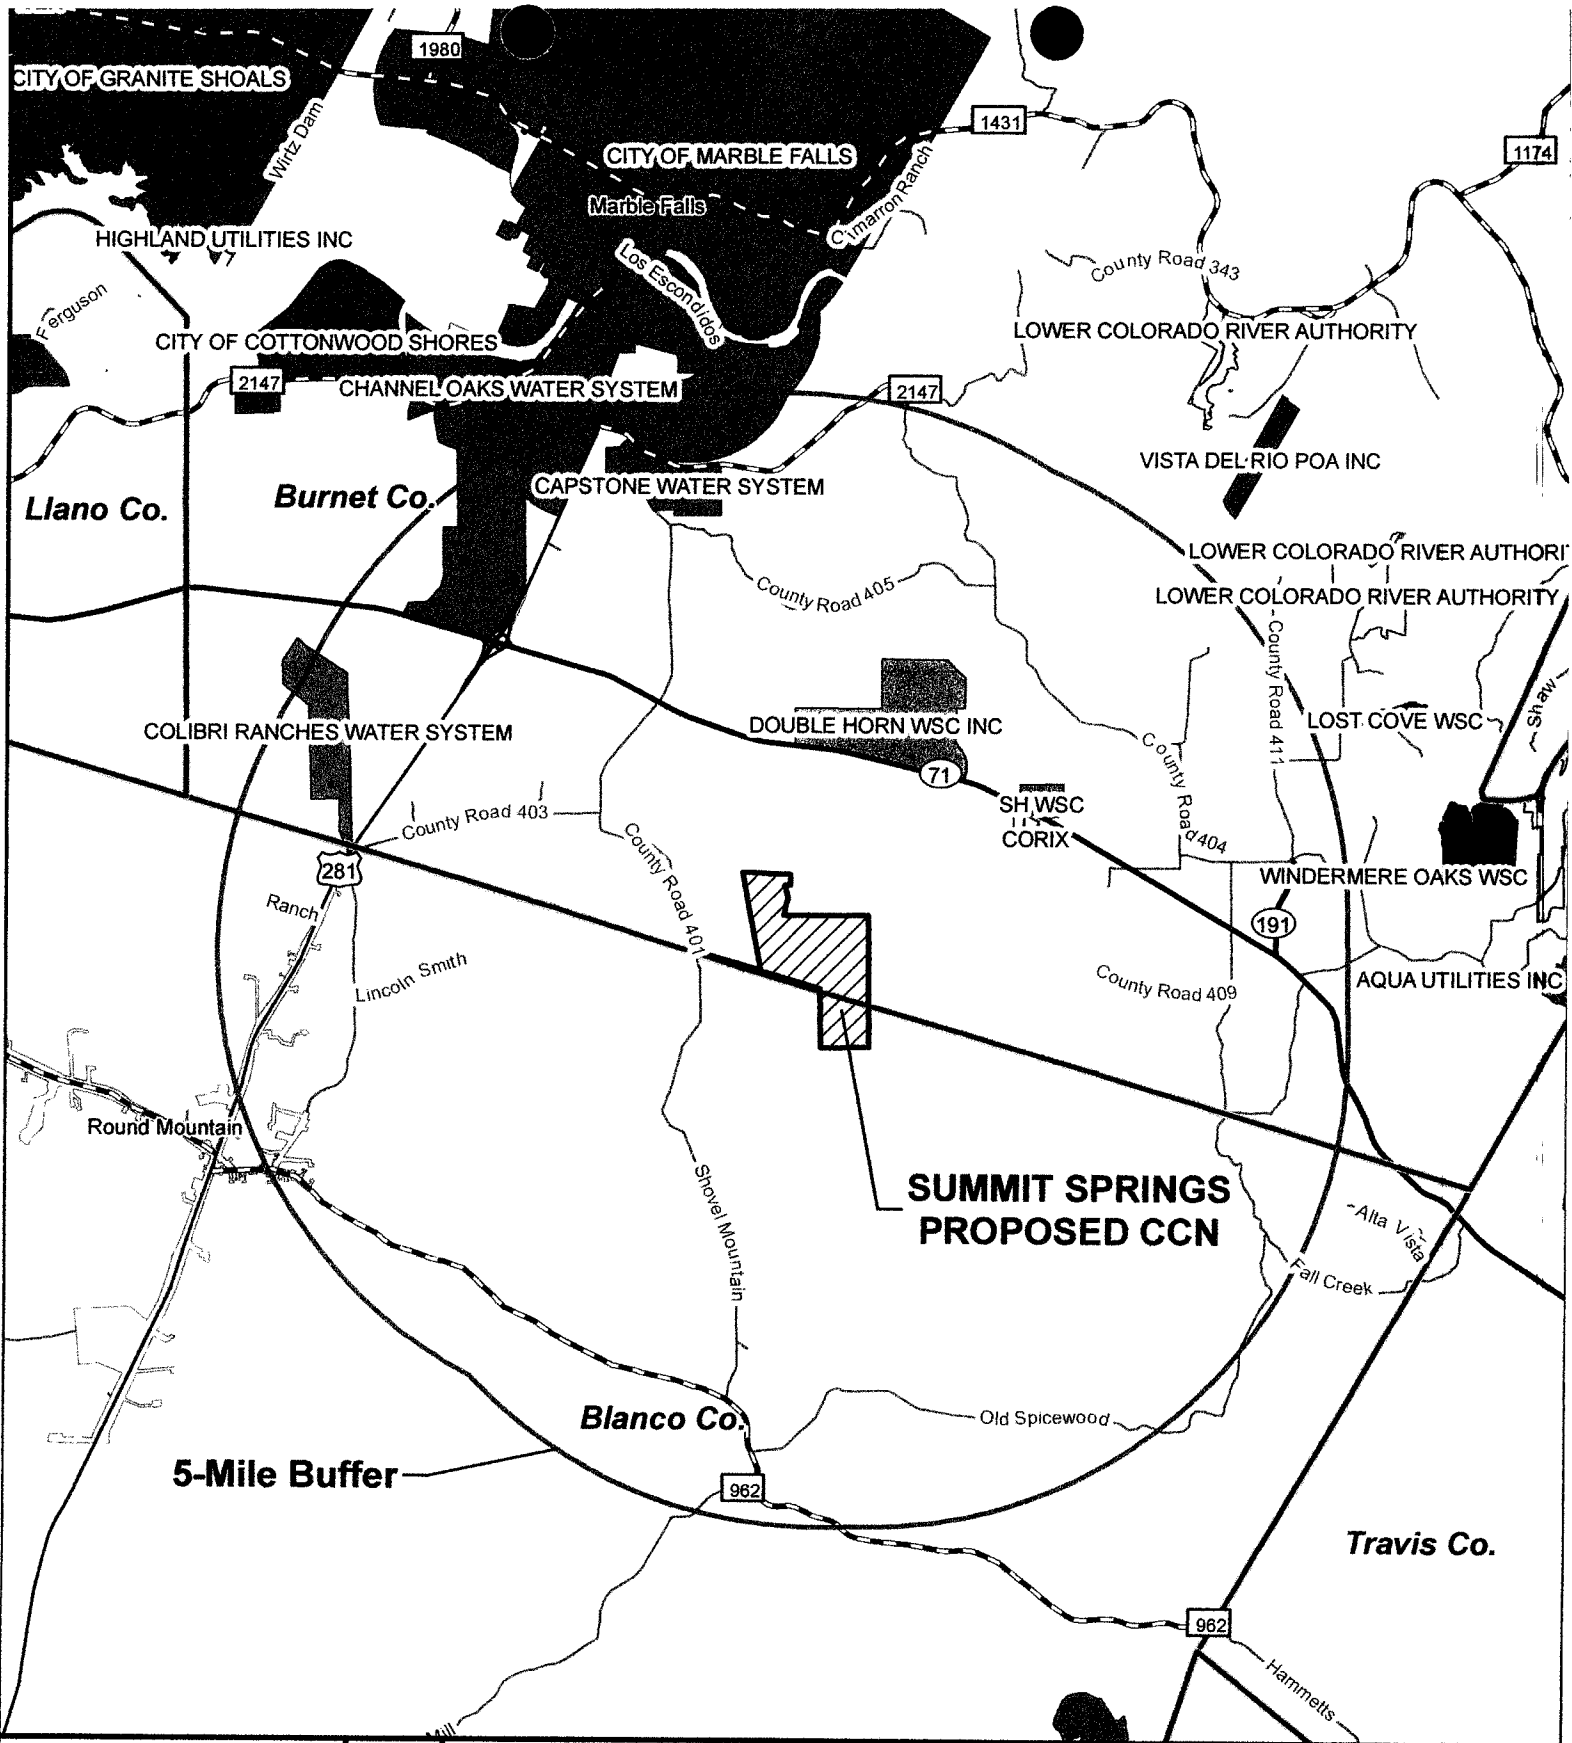 1980
CITY OF GRANITE SHOALS
Wirtz Dam
1431
1174
CITY OF MARBLE FALLS
Marble Falls
Cimarron Ranch
HIGHLAND UTILITIES INC
Los Escondidos
County Road 343
Ferguson
LOWER COLORADO RIVER AUTHORITY
CITY OF COTTONWOOD SHORES
2147
CHANNEL OAKS WATER SYSTEM
2147
VISTA DEL RIO POA INC
CAPSTONE WATER SYSTEM
Llano Co.
Burnet Co.
LOWER COLORADO RIVER AUTHORIT
County Road 405
LOWER COLORADO RIVER AUTHORITY
County Road 411
Shaw
COLIBRI RANCHES WATER SYSTEM
DOUBLE HORN WSC INC
LOST COVE WSC
71
County Road 404
SH WSC
CORIX
County Road 403
County Road 401
281
WINDERMERE OAKS WSC
Ranch
191
Lincoln Smith
County Road 409
AQUA UTILITIES INC
Round Mountain
Shovel Mountain
SUMMIT SPRINGS
PROPOSED CCN
Alta Vista
Fall Creek
Blanco Co.
Old Spicewood
5-Mile Buffer
962
Travis Co.
962
Hammetts
Mill